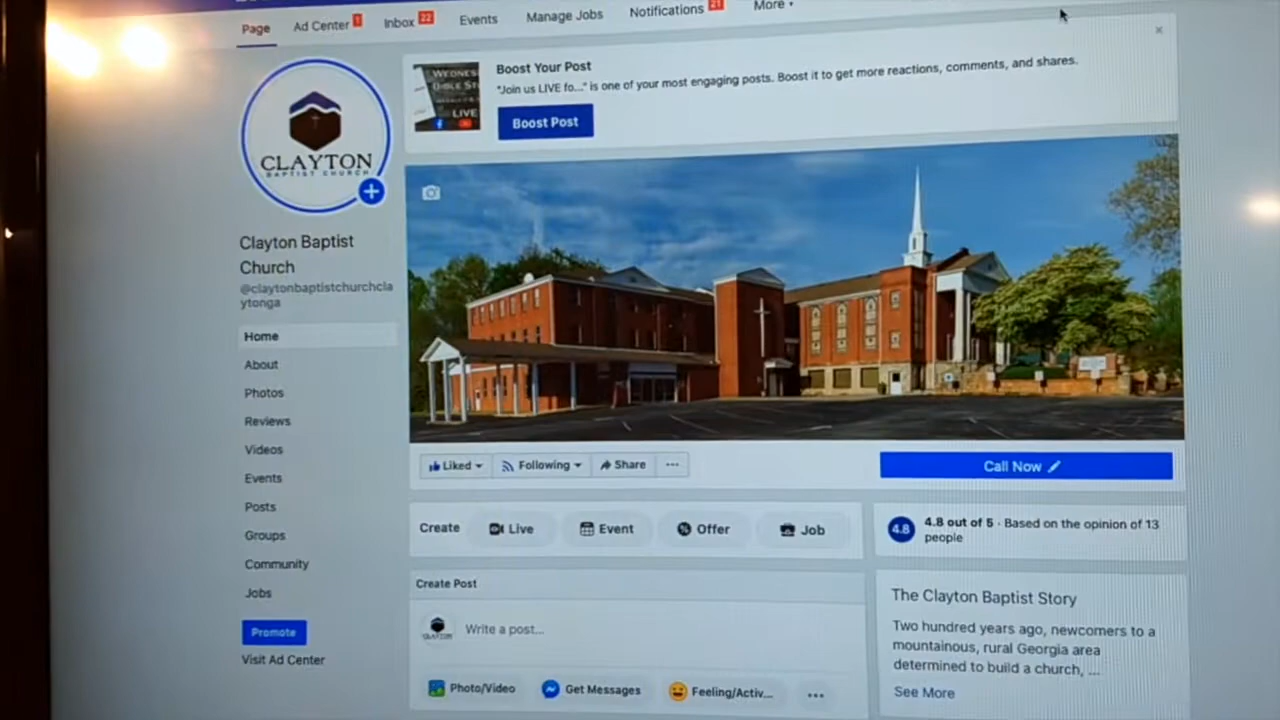 Page
Ad Center 1
Inbox 22
Events
Manage Jobs
Notifications 21
More
Boost Your Post
"Join us LIVE fo..." is one of your most engaging posts. Boost it to get more reactions, comments, and shares.
Boost Post
LIVE
CLAYTON
BAPTIST CHURCH
Clayton Baptist
Church
@claytonbaptistchurchcla
ytonga
Home
About
Photos
Reviews
Videos
Events
Posts
Groups
Community
Jobs
Promote
Visit Ad Center
Liked
Following
Share
...
Call Now
Create
Live
Event
Offer
Job
4.8
4.8 out of 5 · Based on the opinion of 13
people
Create Post
CLAYTON
Write a post...
Photo/Video
Get Messages
Feeling/Activ...
...
The Clayton Baptist Story
Two hundred years ago, newcomers to a
mountainous, rural Georgia area
determined to build a church, ...
See More